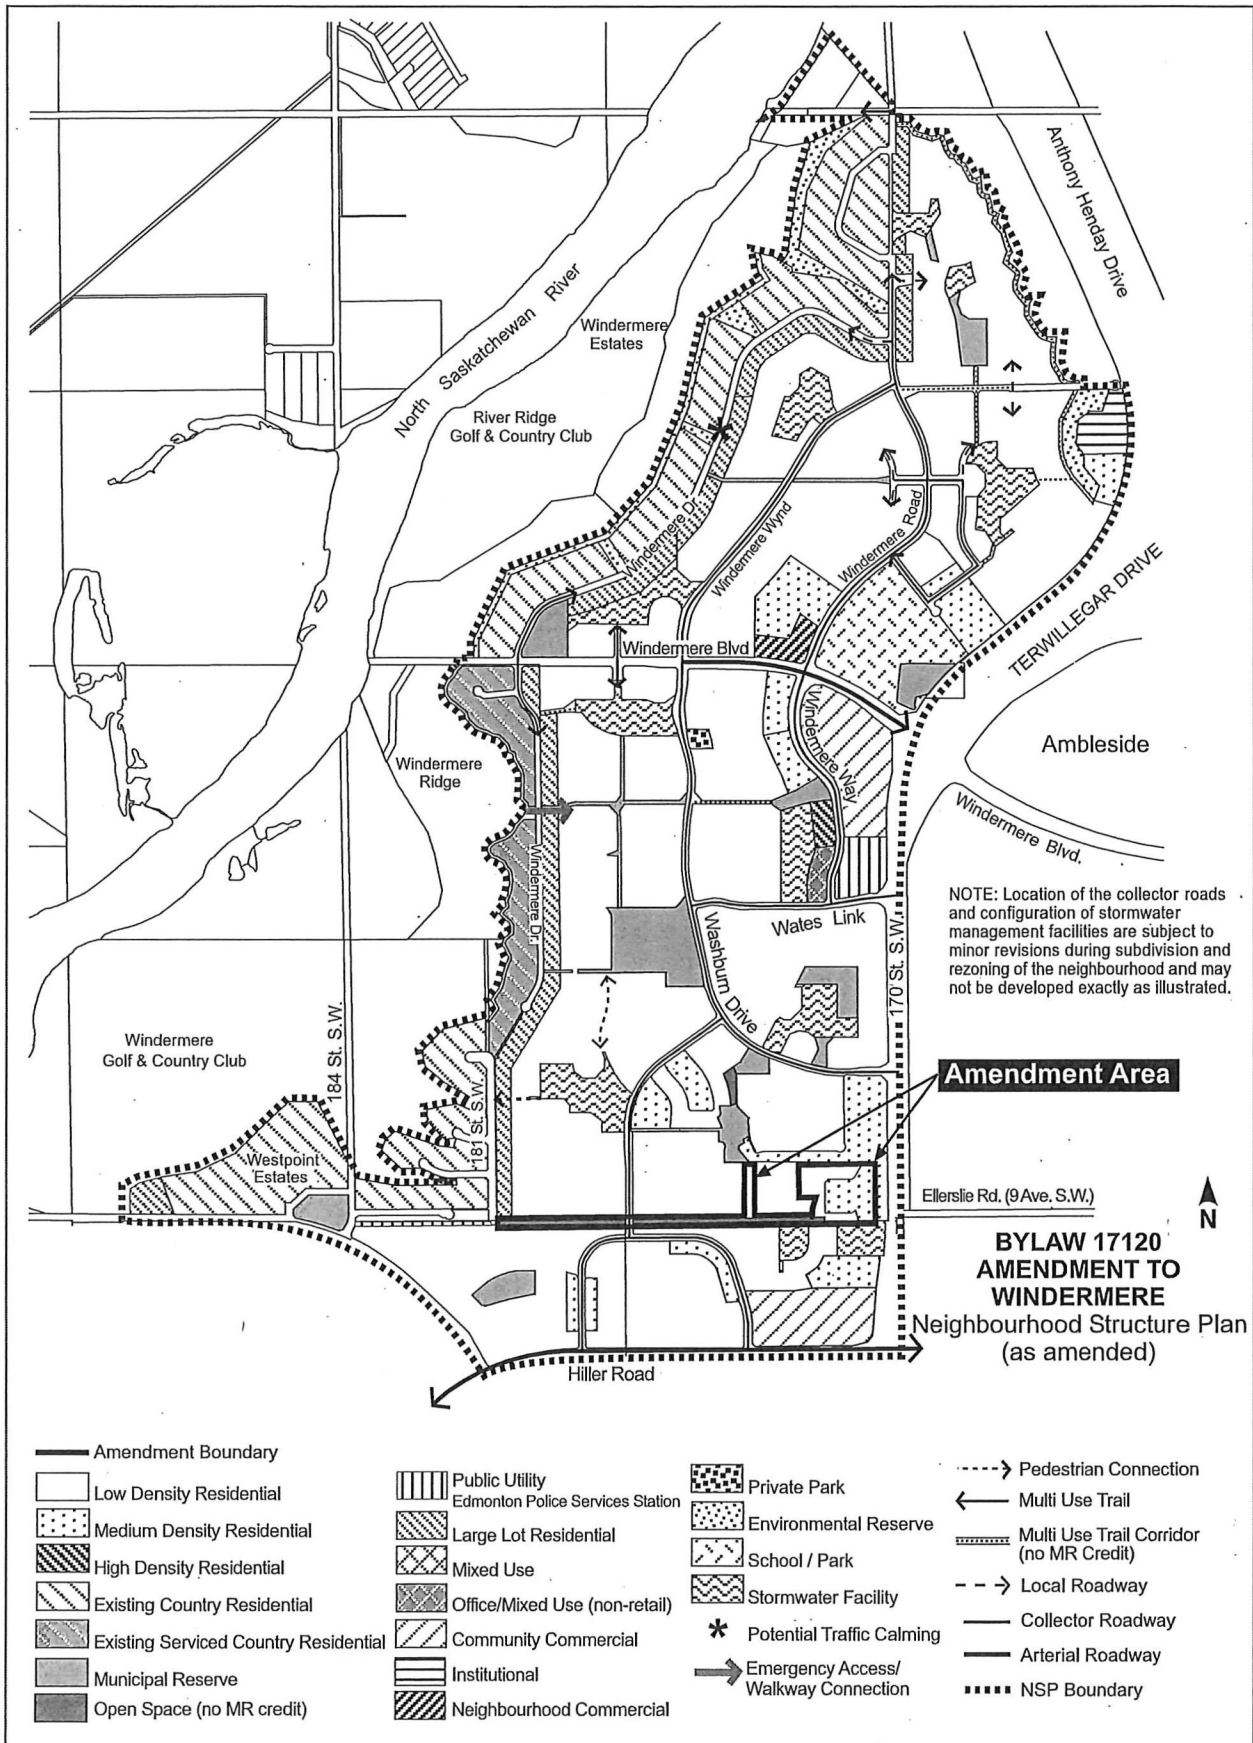 Anthony Henday Drive
North Saskatchewan River
Windermere
Estates
River Ridge
Golf & Country Club
Windermere Dr.
Windermere Wynd
Windermere Road
TERWILLEGAR DRIVE
Windermere Blvd
Windermere Way
Ambleside
Windermere
Ridge
Windermere Blvd.
Windermere Dr.
NOTE: Location of the collector roads
and configuration of stormwater
management facilities are subject to
minor revisions during subdivision and
rezoning of the neighbourhood and may
not be developed exactly as illustrated.
Wates Link
Washburn Drive
170 St. S.W.
Windermere
Golf & Country Club
184 St. S.W.
181 St. S.W.
Amendment Area
Westpoint
Estates
Ellerslie Rd. (9 Ave. S.W.)
N
BYLAW 17120
AMENDMENT TO
WINDERMERE
Neighbourhood Structure Plan
(as amended)
Hiller Road
Amendment Boundary
Low Density Residential
Medium Density Residential
High Density Residential
Existing Country Residential
Existing Serviced Country Residential
Municipal Reserve
Open Space (no MR credit)
Public Utility
Edmonton Police Services Station
Large Lot Residential
Mixed Use
Office/Mixed Use (non-retail)
Community Commercial
Institutional
Neighbourhood Commercial
Private Park
Environmental Reserve
School / Park
Stormwater Facility
Potential Traffic Calming
Emergency Access/
Walkway Connection
Pedestrian Connection
Multi Use Trail
Multi Use Trail Corridor
(no MR Credit)
Local Roadway
Collector Roadway
Arterial Roadway
NSP Boundary